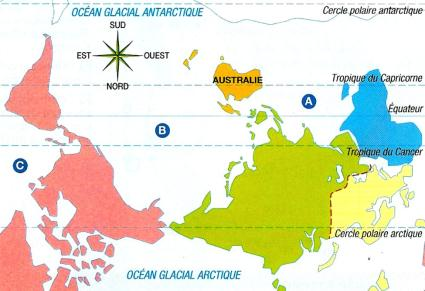 OCÉAN GLACIAL ANTARCTIQUE
Cercle polaire antarctique
SUD
EST
OUEST
NORD
AUSTRALIE
Tropique du Capricorne
A
Équateur
B
Tropique du Cancer
C
Cercle polaire arctique
OCÉAN GLACIAL ARCTIQUE